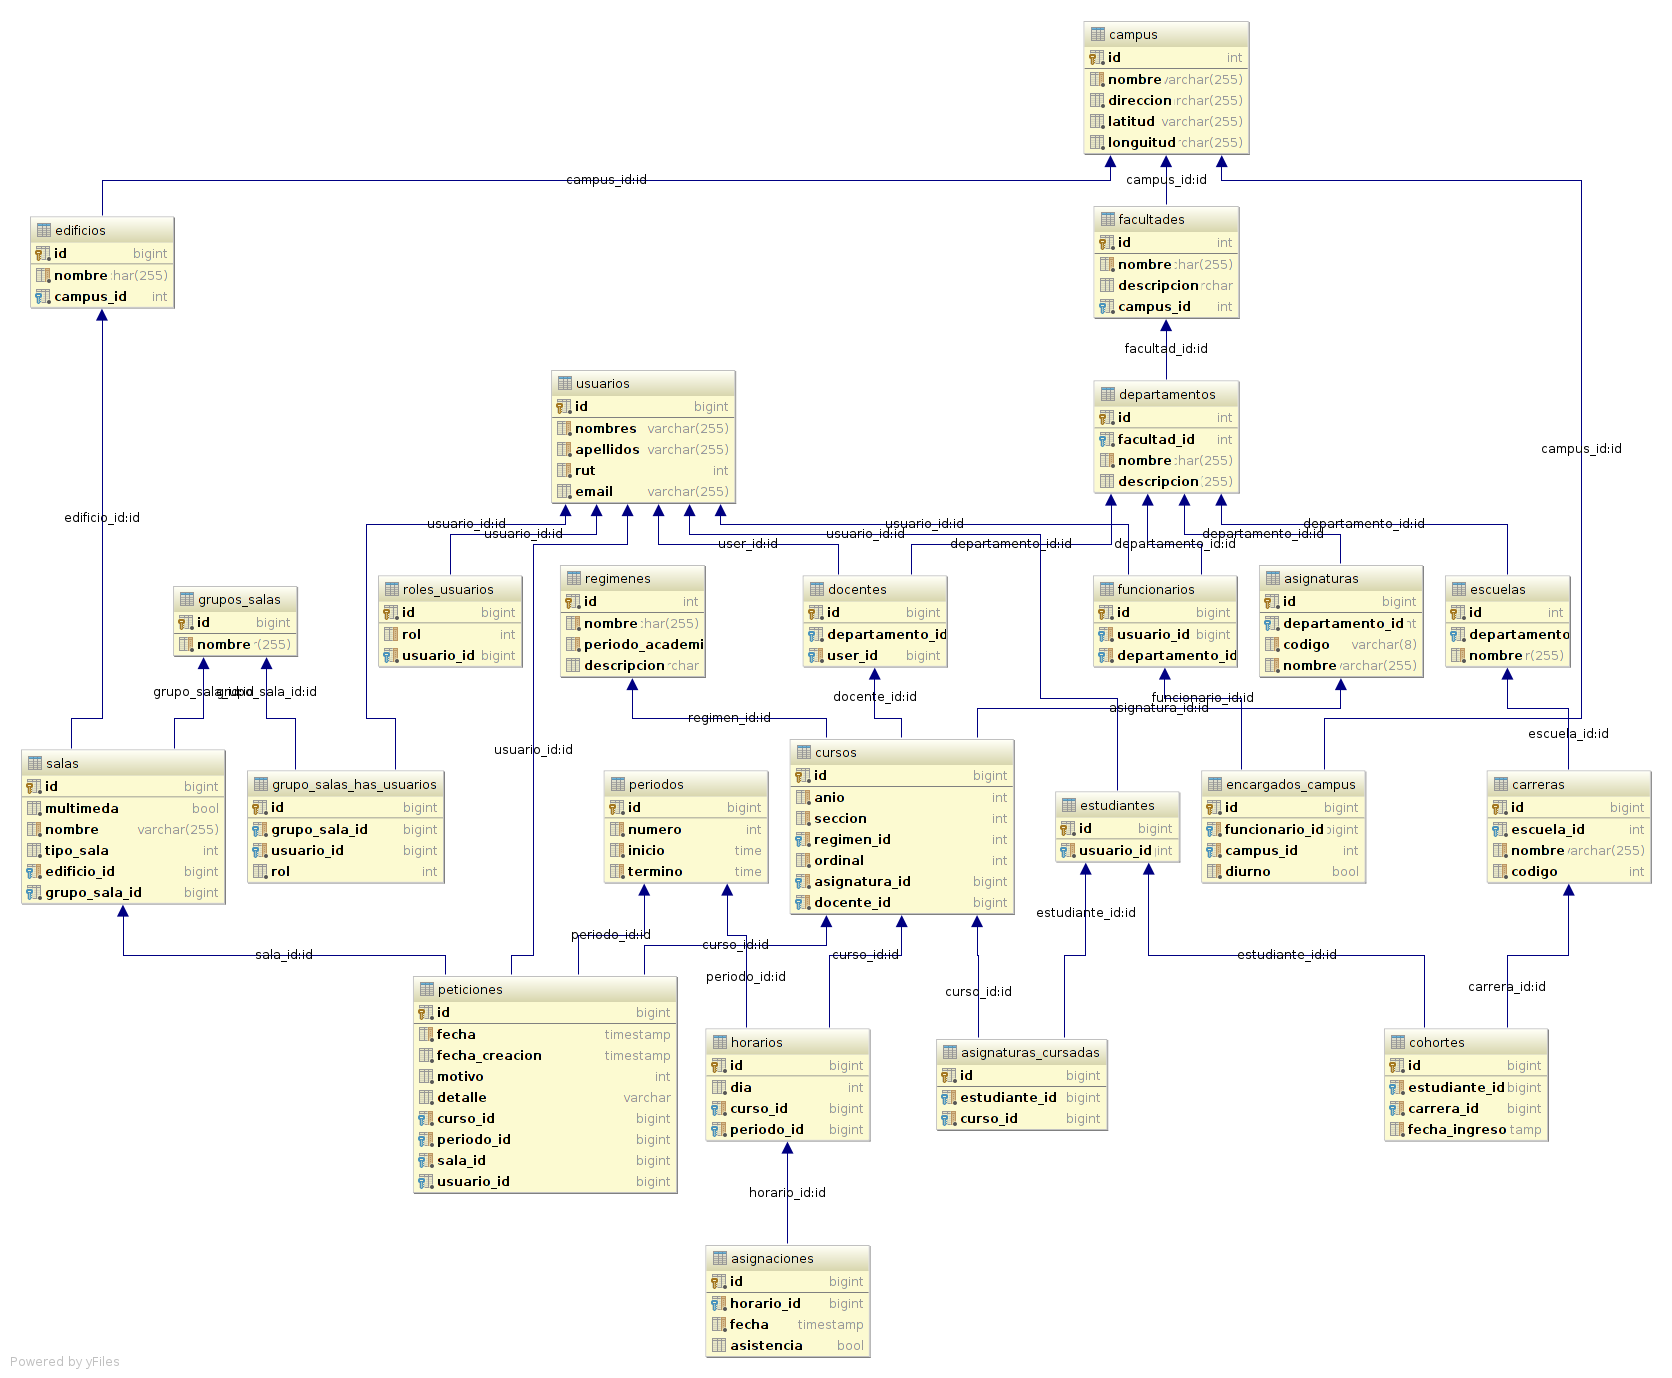 campus
id int
nombre varchar(255)
direccion rchar(255)
latitud varchar(255)
longuitud rchar(255)
campus_id:id
campus_id:id
edificios
id bigint
nombre char(255)
campus_id int
facultades
id int
nombre char(255)
descripcion rchar
campus_id int
facultad_id:id
usuarios
id bigint
nombres varchar(255)
apellidos varchar(255)
rut int
email varchar(255)
departamentos
id int
facultad_id int
nombre char(255)
descripcion (255)
campus_id:id
edificio_id:id
usuario_id:id
usuario_id:id
departamento_id:id
usuario_id:id
usuario_id:id
departamento_id:id
user_id:id
departamento_id:id
departamento_id:id
grupos_salas
id bigint
nombre r(255)
roles_usuarios
id bigint
rol int
usuario_id bigint
regimenes
id int
nombre char(255)
periodo_academi
descripcion rchar
docentes
id bigint
departamento_id
user_id bigint
funcionarios
id bigint
usuario_id bigint
departamento_id
asignaturas
id bigint
departamento_id nt
codigo varchar(8)
nombre varchar(255)
escuelas
id int
departamento
nombre r(255)
grupo_sala_id:id
grupo_sala_id:id
docente_id:id
funcionario_id:id
asignatura_id:id
regimen_id:id
escuela_id:id
usuario_id:id
salas
id bigint
multimeda bool
nombre varchar(255)
tipo_sala int
edificio_id bigint
grupo_sala_id bigint
grupo_salas_has_usuarios
id bigint
grupo_sala_id bigint
usuario_id bigint
rol int
periodos
id bigint
numero int
inicio time
termino time
cursos
id bigint
anio int
seccion int
regimen_id int
ordinal int
asignatura_id bigint
docente_id bigint
estudiantes
id bigint
usuario_id int
encargados_campus
id bigint
funcionario_id bigint
campus_id int
diurno bool
carreras
id bigint
escuela_id int
nombre varchar(255)
codigo int
estudiante_id:id
periodo_id:id
curso_id:id
sala_id:id
curso_id:id
estudiante_id:id
periodo_id:id
curso_id:id
carrera_id:id
peticiones
id bigint
fecha timestamp
fecha_creacion timestamp
motivo int
detalle varchar
curso_id bigint
periodo_id bigint
sala_id bigint
usuario_id bigint
horarios
id bigint
dia int
curso_id bigint
periodo_id bigint
asignaturas_cursadas
id bigint
estudiante_id bigint
curso_id bigint
cohortes
id bigint
estudiante_id bigint
carrera_id bigint
fecha_ingreso tamp
horario_id:id
asignaciones
id bigint
horario_id bigint
fecha timestamp
asistencia bool
Powered by yFiles